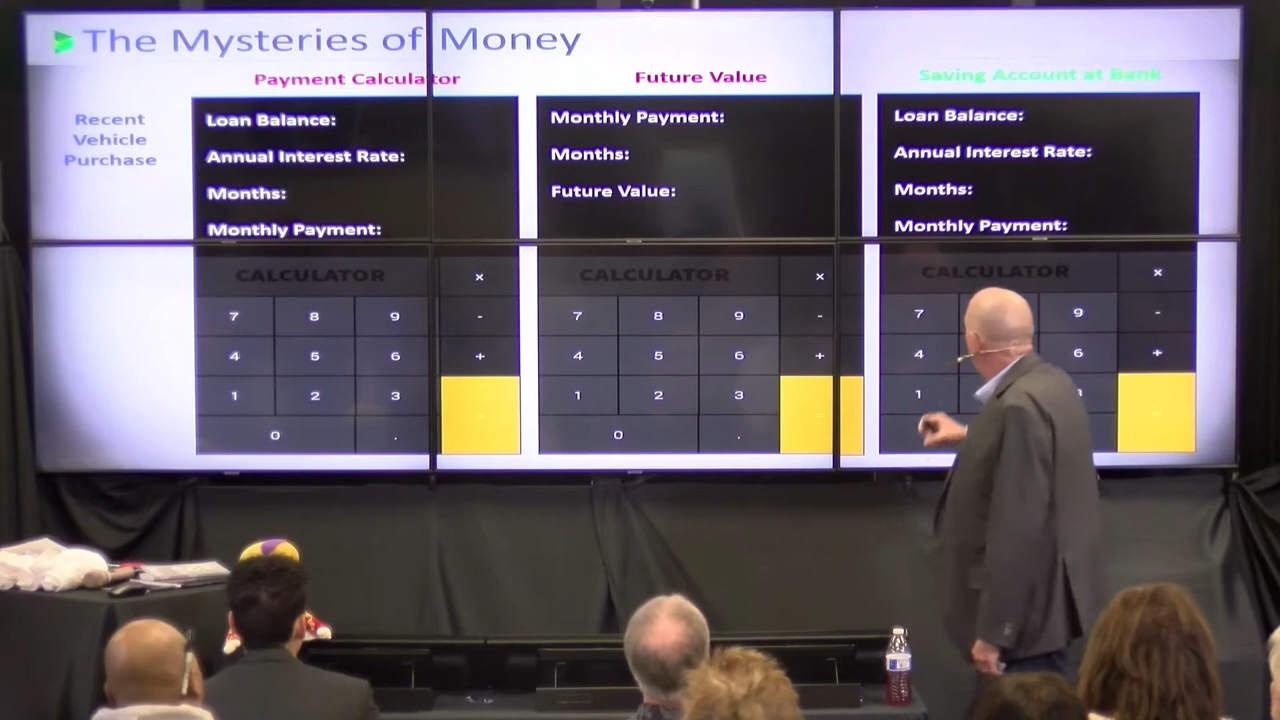 The Mysteries of Money
Payment Calculator
Future Value
Saving Account at Bank
Recent
Vehicle
Purchase
Loan Balance:
Annual Interest Rate:
Months:
Monthly Payment:
Monthly Payment:
Months:
Future Value:
Loan Balance:
Annual Interest Rate:
Months:
Monthly Payment:
CALCULATOR ×
7 8 9 -
4 5 6 +
1 2 3 =
0 .
CALCULATOR ×
7 8 9 -
4 5 6 +
1 2 3 =
0 .
CALCULATOR ×
7 9 -
4 6 +
1